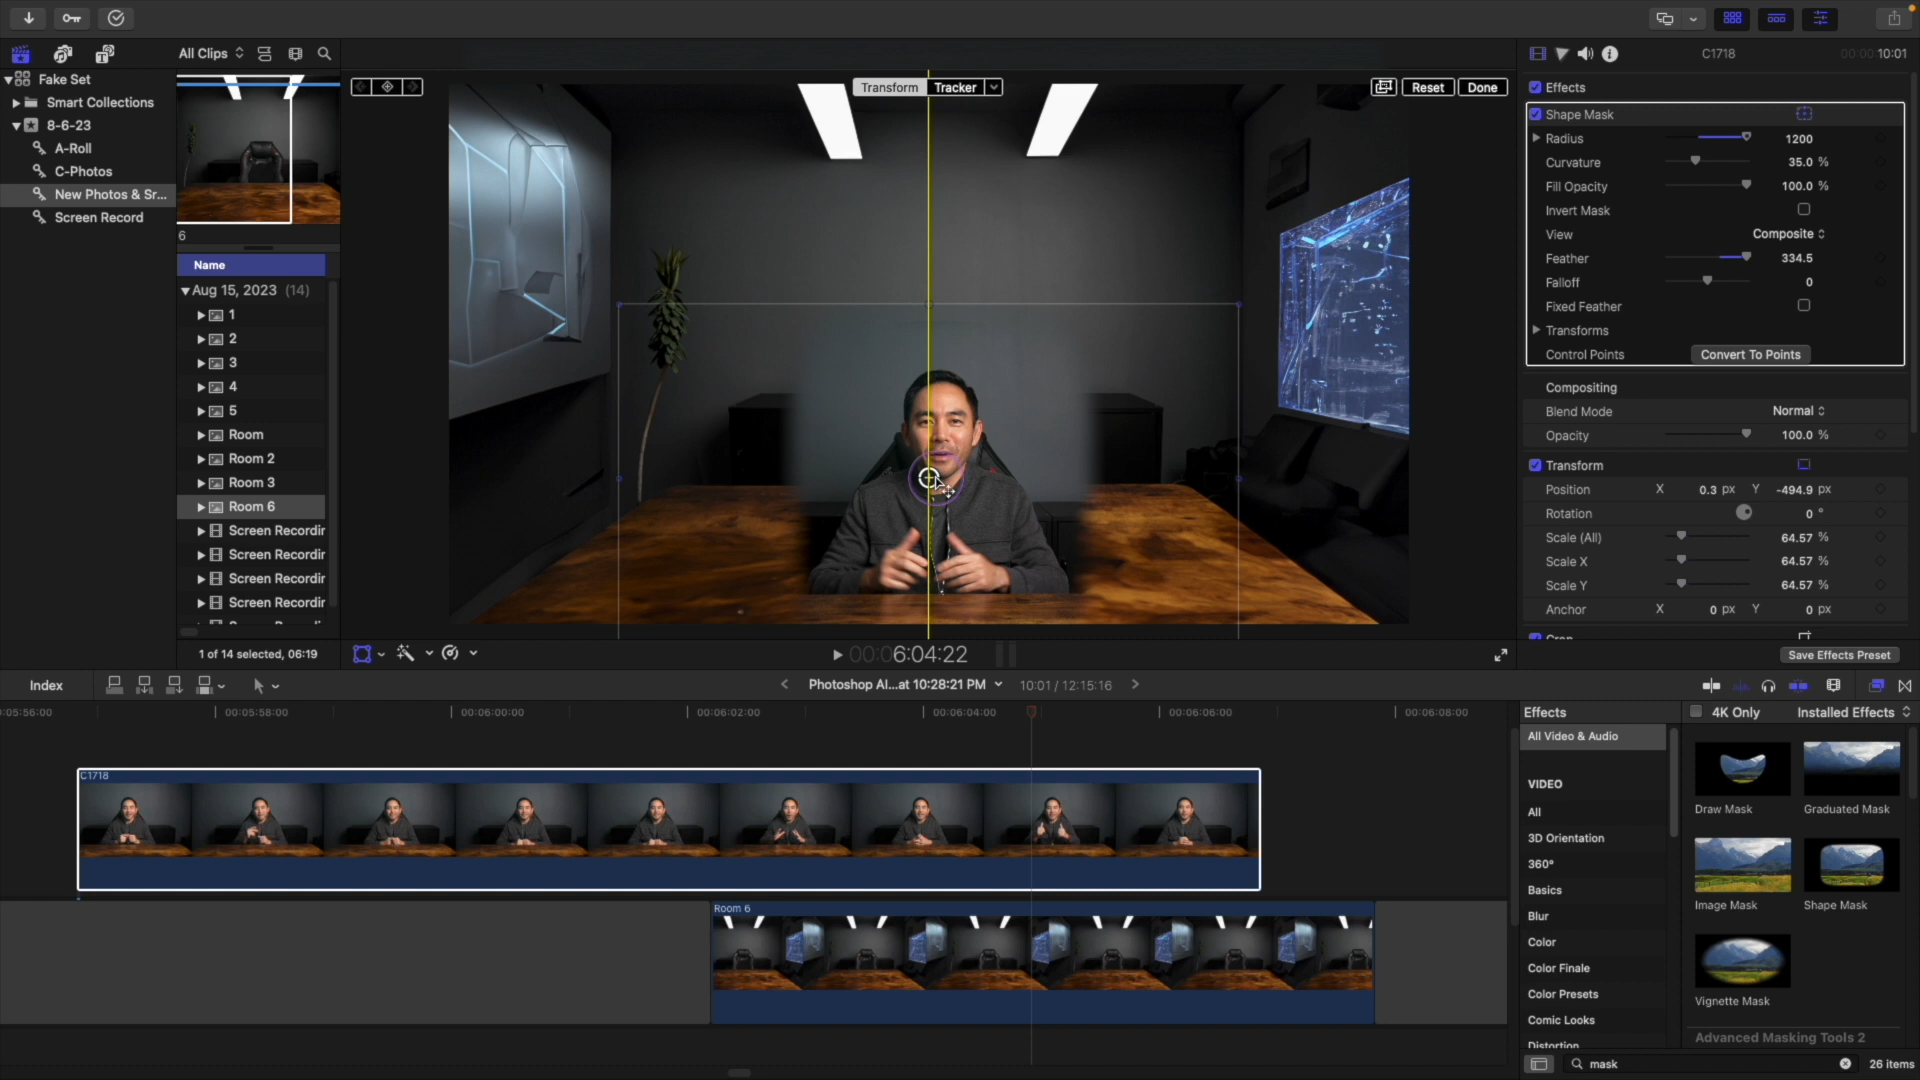 All Clips
C1718
00:00:10:01
Fake Set
Smart Collections
8-6-23
A-Roll
C-Photos
New Photos & Sr...
Screen Record
6
Name
Aug 15, 2023 (14)
1
2
3
4
5
Room
Room 2
Room 3
Room 6
Screen Recordir
Screen Recordir
Screen Recordir
Screen Recordir
1 of 14 selected, 06:19
Transform
Tracker
Reset
Done
00:06:04:22
Effects
Shape Mask
Radius 1200
Curvature 35.0 %
Fill Opacity 100.0 %
Invert Mask
View Composite
Feather 334.5
Falloff 0
Fixed Feather
Transforms
Control Points Convert To Points
Compositing
Blend Mode Normal
Opacity 100.0 %
Transform
Position X 0.3 px Y -494.9 px
Rotation 0 °
Scale (All) 64.57 %
Scale X 64.57 %
Scale Y 64.57 %
Anchor X 0 px Y 0 px
Save Effects Preset
Index
Photoshop AI...at 10:28:21 PM
10:01 / 12:15:16
:05:56:00
00:05:58:00
00:06:00:00
00:06:02:00
00:06:04:00
00:06:06:00
00:06:08:00
C1718
Room 6
Effects
4K Only
Installed Effects
All Video & Audio
VIDEO
All
3D Orientation
360°
Basics
Blur
Color
Color Finale
Color Presets
Comic Looks
Distortion
Draw Mask
Graduated Mask
Image Mask
Shape Mask
Vignette Mask
Advanced Masking Tools 2
mask
26 items